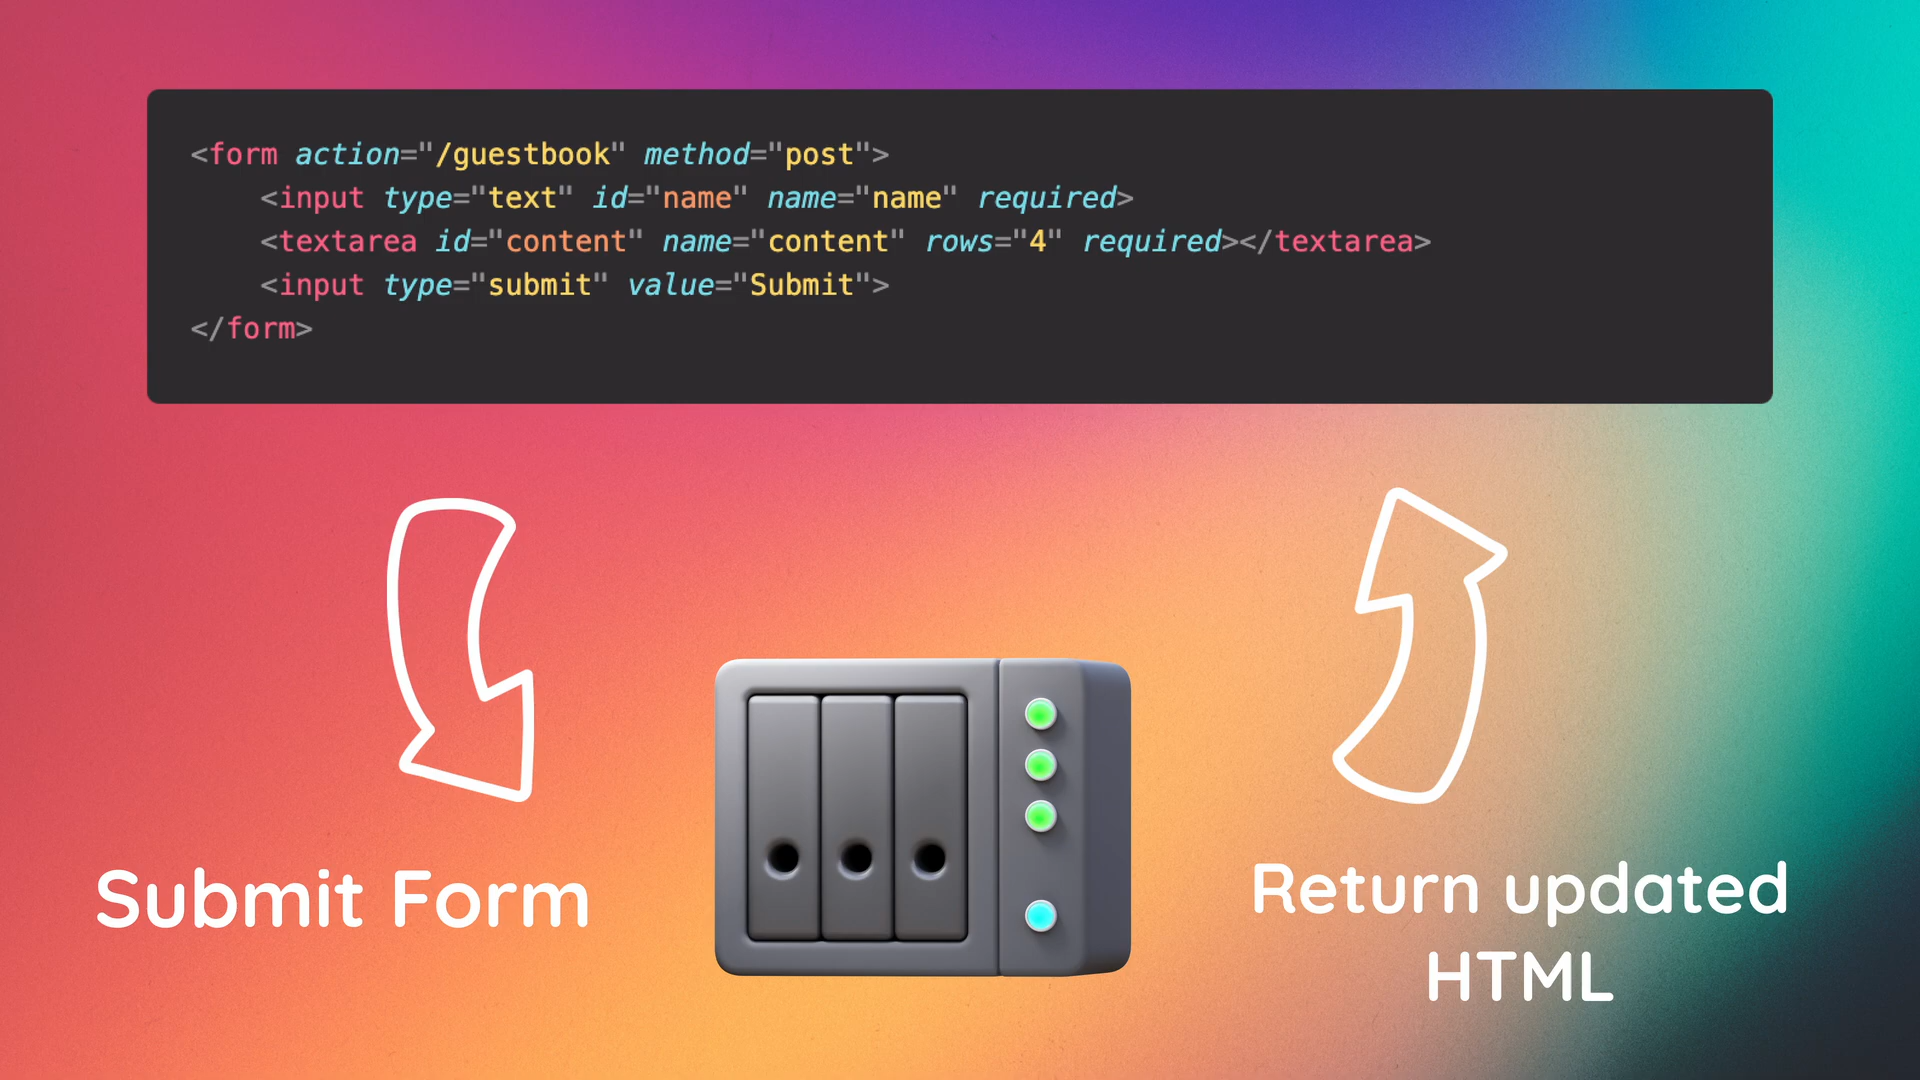 <form action="/guestbook" method="post">
    <input type="text" id="name" name="name" required>
    <textarea id="content" name="content" rows="4" required></textarea>
    <input type="submit" value="Submit">
</form>
Submit Form
Return updated
HTML